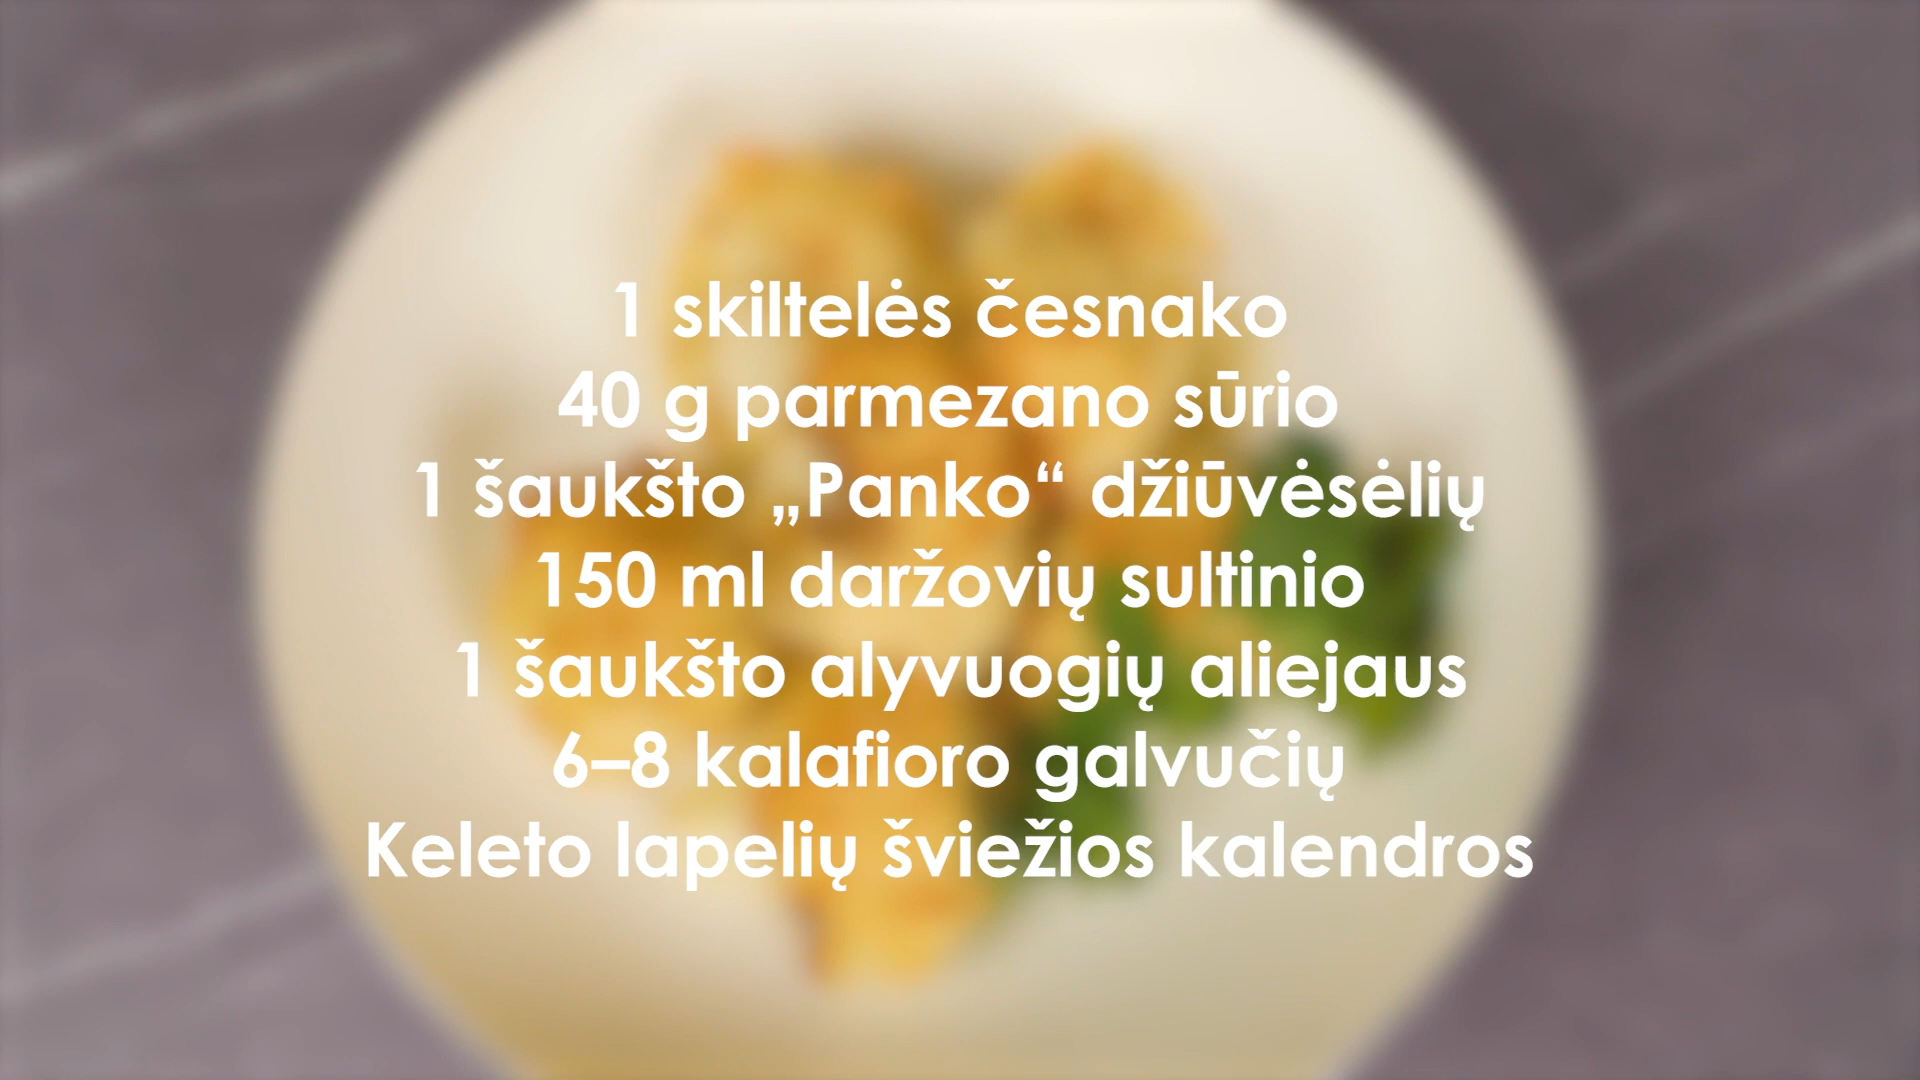 1 skiltelės česnako
40 g parmezano sūrio
1 šaukšto „Panko“ džiūvėsėlių
150 ml daržovių sultinio
1 šaukšto alyvuogių aliejaus
6–8 kalafioro galvučių
Keleto lapelių šviežios kalendros